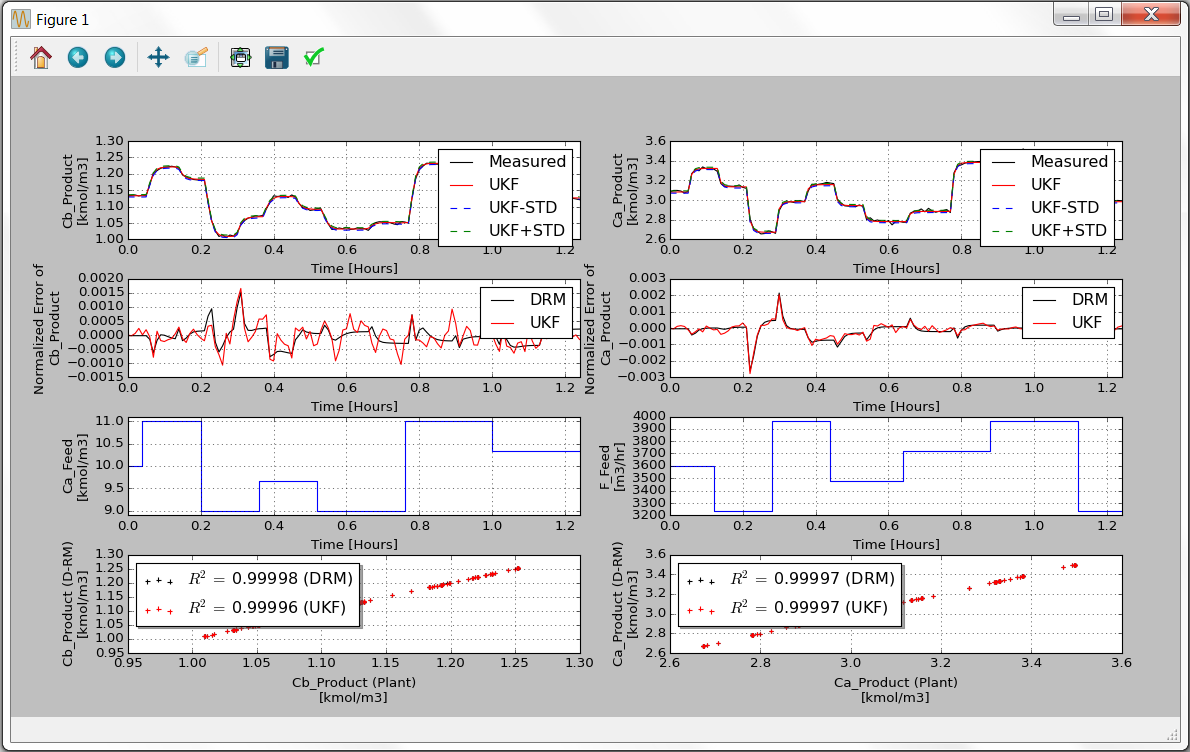 Figure 1
Cb_Product
[kmol/m3]
1.30
1.25
1.20
1.15
1.10
1.05
1.00
Measured
UKF
UKF-STD
UKF+STD
0.0 0.2 0.4 0.6 0.8 1.0 1.2
Time [Hours]
Ca_Product
[kmol/m3]
3.6
3.4
3.2
3.0
2.8
2.6
Measured
UKF
UKF-STD
UKF+STD
0.0 0.2 0.4 0.6 0.8 1.0 1.2
Time [Hours]
Normalized Error of
Cb_Product
0.0020
0.0015
0.0010
0.0005
0.0000
−0.0005
−0.0010
−0.0015
DRM
UKF
0.0 0.2 0.4 0.6 0.8 1.0 1.2
Time [Hours]
Normalized Error of
Ca_Product
0.003
0.002
0.001
0.000
−0.001
−0.002
−0.003
DRM
UKF
0.0 0.2 0.4 0.6 0.8 1.0 1.2
Time [Hours]
Ca_Feed
[kmol/m3]
11.0
10.5
10.0
9.5
9.0
0.0 0.2 0.4 0.6 0.8 1.0 1.2
Time [Hours]
F_Feed
[m3/hr]
4000
3900
3800
3700
3600
3500
3400
3300
3200
0.0 0.2 0.4 0.6 0.8 1.0 1.2
Time [Hours]
Cb_Product (D-RM)
[kmol/m3]
1.30
1.25
1.20
1.15
1.10
1.05
1.00
0.95
R² = 0.99998 (DRM)
R² = 0.99996 (UKF)
0.95 1.00 1.05 1.10 1.15 1.20 1.25 1.30
Cb_Product (Plant)
[kmol/m3]
Ca_Product (D-RM)
[kmol/m3]
3.6
3.4
3.2
3.0
2.8
2.6
R² = 0.99997 (DRM)
R² = 0.99997 (UKF)
2.6 2.8 3.0 3.2 3.4 3.6
Ca_Product (Plant)
[kmol/m3]